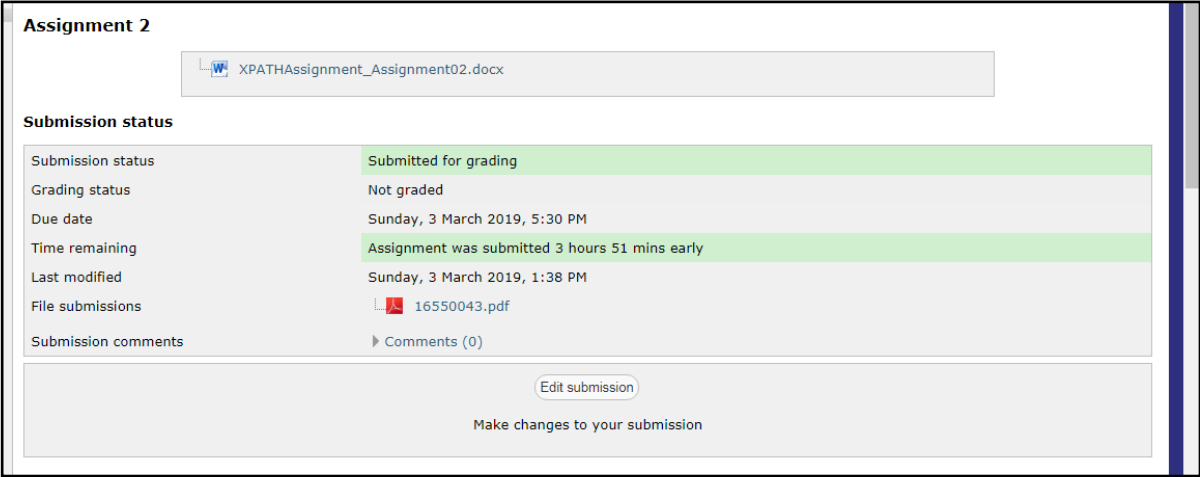 Assignment 2
XPATHAssignment_Assignment02.docx
Submission status
Submission status Submitted for grading
Grading status Not graded
Due date Sunday, 3 March 2019, 5:30 PM
Time remaining Assignment was submitted 3 hours 51 mins early
Last modified Sunday, 3 March 2019, 1:38 PM
File submissions 16550043.pdf
Submission comments Comments (0)
Edit submission
Make changes to your submission